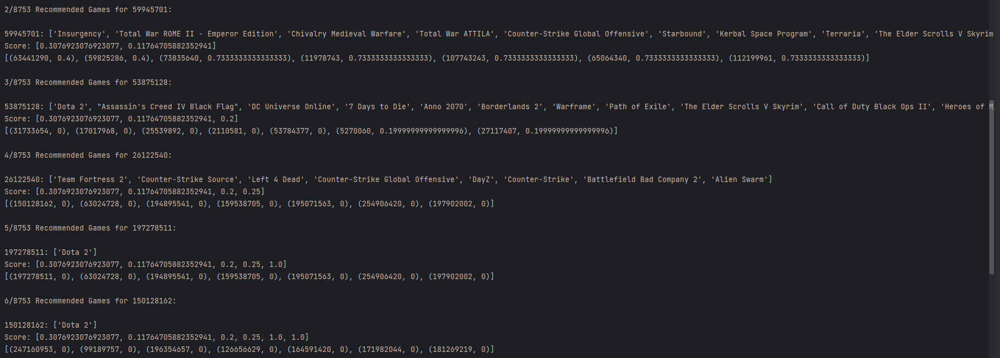 2/8753 Recommended Games for 59945701:
59945701: ['Insurgency', 'Total War ROME II - Emperor Edition', 'Chivalry Medieval Warfare', 'Total War ATTILA', 'Counter-Strike Global Offensive', 'Starbound', 'Kerbal Space Program', 'Terraria', 'The Elder Scrolls V Skyrim
Score: [0.3076923076923077, 0.11764705882352941]
[(63441290, 0.4), (59825286, 0.4), (73835640, 0.7333333333333333), (11978743, 0.7333333333333333), (107743243, 0.7333333333333333), (65064340, 0.7333333333333333), (112199961, 0.7333333333333333)]
3/8753 Recommended Games for 53875128:
53875128: ['Dota 2', "Assassin's Creed IV Black Flag", 'DC Universe Online', '7 Days to Die', 'Anno 2070', 'Borderlands 2', 'Warframe', 'Path of Exile', 'The Elder Scrolls V Skyrim', 'Call of Duty Black Ops II', 'Heroes of M
Score: [0.3076923076923077, 0.11764705882352941, 0.2]
[(31733654, 0), (17017968, 0), (25539892, 0), (2110581, 0), (53784377, 0), (5270060, 0.19999999999999996), (27117407, 0.19999999999999996)]
4/8753 Recommended Games for 26122540:
26122540: ['Team Fortress 2', 'Counter-Strike Source', 'Left 4 Dead', 'Counter-Strike Global Offensive', 'DayZ', 'Counter-Strike', 'Battlefield Bad Company 2', 'Alien Swarm']
Score: [0.3076923076923077, 0.11764705882352941, 0.2, 0.25]
[(150128162, 0), (63024728, 0), (194895541, 0), (159538705, 0), (195071563, 0), (254906420, 0), (197902002, 0)]
5/8753 Recommended Games for 197278511:
197278511: ['Dota 2']
Score: [0.3076923076923077, 0.11764705882352941, 0.2, 0.25, 1.0]
[(197278511, 0), (63024728, 0), (194895541, 0), (159538705, 0), (195071563, 0), (254906420, 0), (197902002, 0)]
6/8753 Recommended Games for 150128162:
150128162: ['Dota 2']
Score: [0.3076923076923077, 0.11764705882352941, 0.2, 0.25, 1.0, 1.0]
[(247160953, 0), (99189757, 0), (196354657, 0), (126656629, 0), (164591420, 0), (171982044, 0), (181269219, 0)]